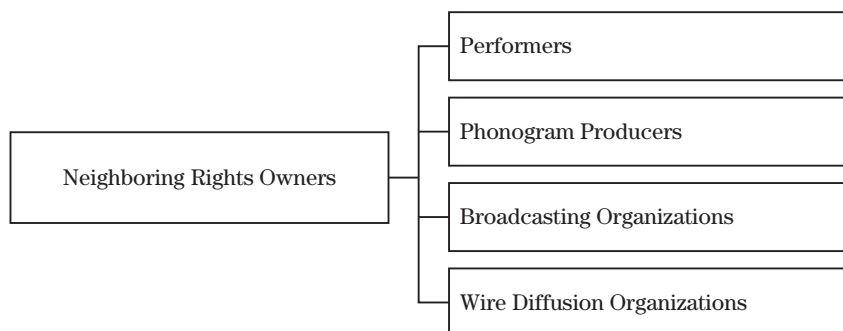 Neighboring Rights Owners
Performers
Phonogram Producers
Broadcasting Organizations
Wire Diffusion Organizations